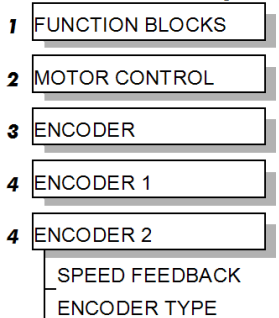 1 FUNCTION BLOCKS
2 MOTOR CONTROL
3 ENCODER
4 ENCODER 1
4 ENCODER 2
SPEED FEEDBACK
ENCODER TYPE